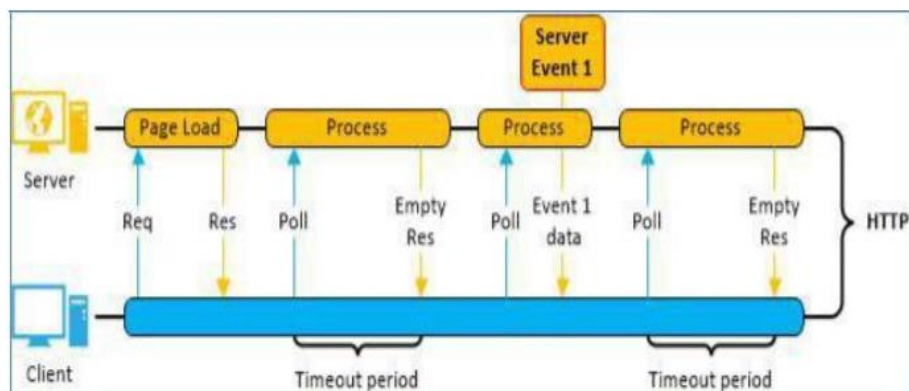 Server
Event 1
Page Load
Process
Process
Process
Server
Req
Res
Poll
Empty
Res
Poll
Event 1
data
Poll
Empty
Res
HTTP
Client
Timeout period
Timeout period